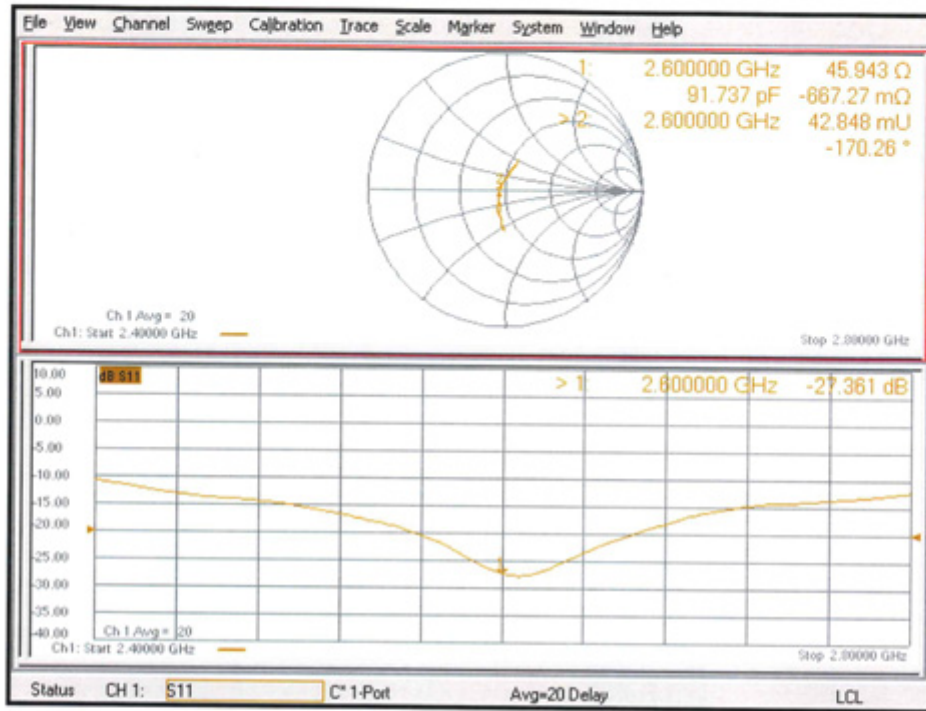 File View Channel Sweep Calibration Trace Scale Marker System Window Help
1: 2.600000 GHz 45.943 Ω
91.737 pF -667.27 mΩ
> 2 2.600000 GHz 42.848 mU
-170.26 °
Ch 1 Avg = 20
Ch1: Start 2.40000 GHz
Stop 2.80000 GHz
10.00
dB S11
> 1 2.600000 GHz -27.361 dB
5.00
0.00
-5.00
-10.00
-15.00
-20.00
-25.00
1
-30.00
-35.00
-40.00
Ch 1 Avg = 20
Ch1: Start 2.40000 GHz
Stop 2.80000 GHz
Status CH 1: S11 C* 1-Port Avg=20 Delay LCL